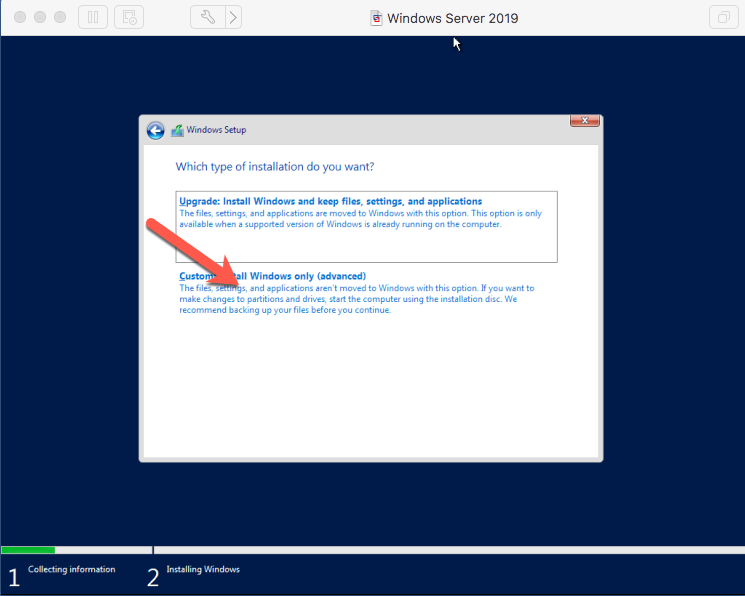 Windows Server 2019
Windows Setup
Which type of installation do you want?
Upgrade: Install Windows and keep files, settings, and applications
The files, settings, and applications are moved to Windows with this option. This option is only
available when a supported version of Windows is already running on the computer.
Custom: Install Windows only (advanced)
The files, settings, and applications aren't moved to Windows with this option. If you want to
make changes to partitions and drives, start the computer using the installation disc. We
recommend backing up your files before you continue.
1 Collecting information
2 Installing Windows